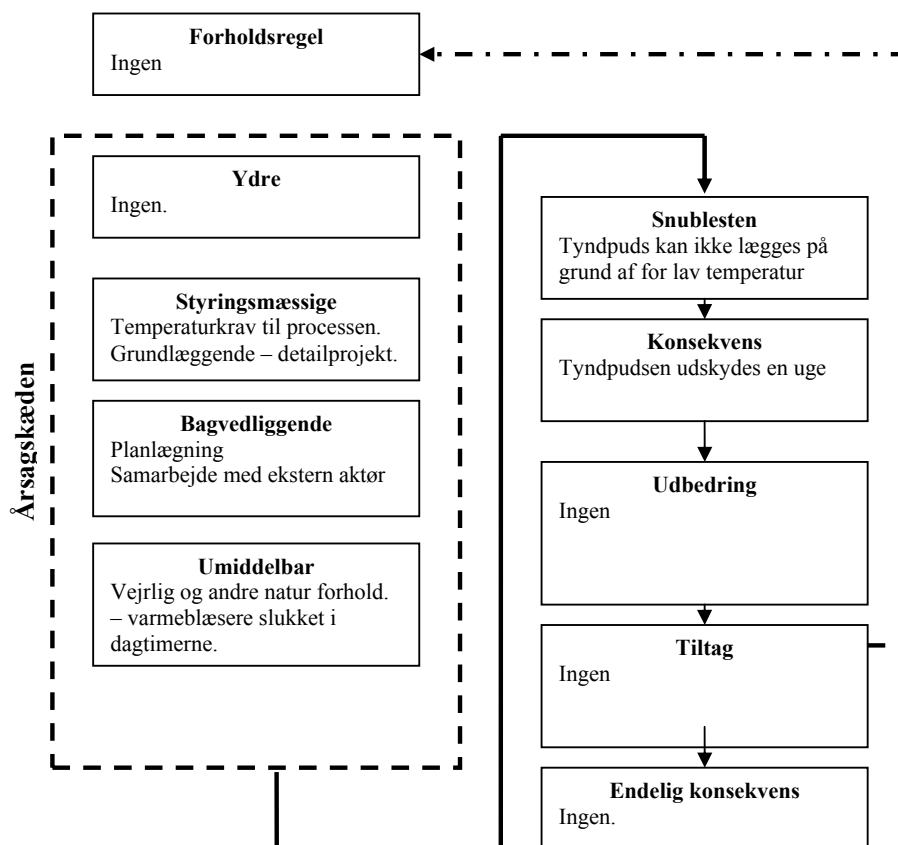 Forholdsregel
Ingen
Årsagskæden
Ydre
Ingen.
Styringsmæssige
Temperaturkrav til processen.
Grundlæggende – detailprojekt.
Bagvedliggende
Planlægning
Samarbejde med ekstern aktør
Umiddelbar
Vejrlig og andre natur forhold.
– varmeblæsere slukket i
dagtimerne.
Snublesten
Tyndpuds kan ikke lægges på
grund af for lav temperatur
Konsekvens
Tyndpudsen udskydes en uge
Udbedring
Ingen
Tiltag
Ingen
Endelig konsekvens
Ingen.